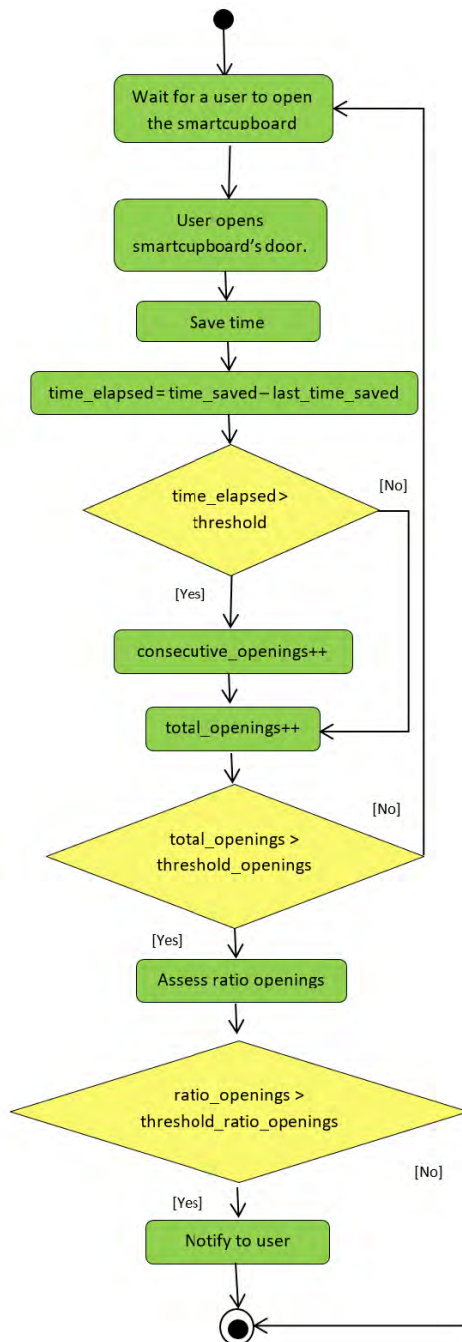 Wait for a user to open
the smartcupboard
User opens
smartcupboard's door.
Save time
time_elapsed = time_saved – last_time_saved
time_elapsed >
threshold
[No]
[Yes]
consecutive_openings++
total_openings++
[No]
total_openings >
threshold_openings
[Yes]
Assess ratio openings
ratio_openings >
threshold_ratio_openings
[No]
[Yes]
Notify to user